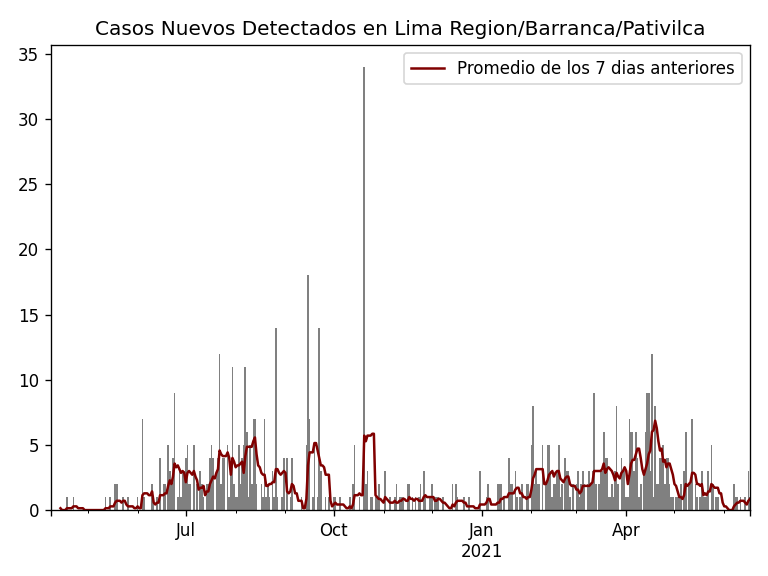 Casos Nuevos Detectados en Lima Region/Barranca/Pativilca
Promedio de los 7 dias anteriores
35
30
25
20
15
10
5
0
Jul
Oct
Jan
2021
Apr